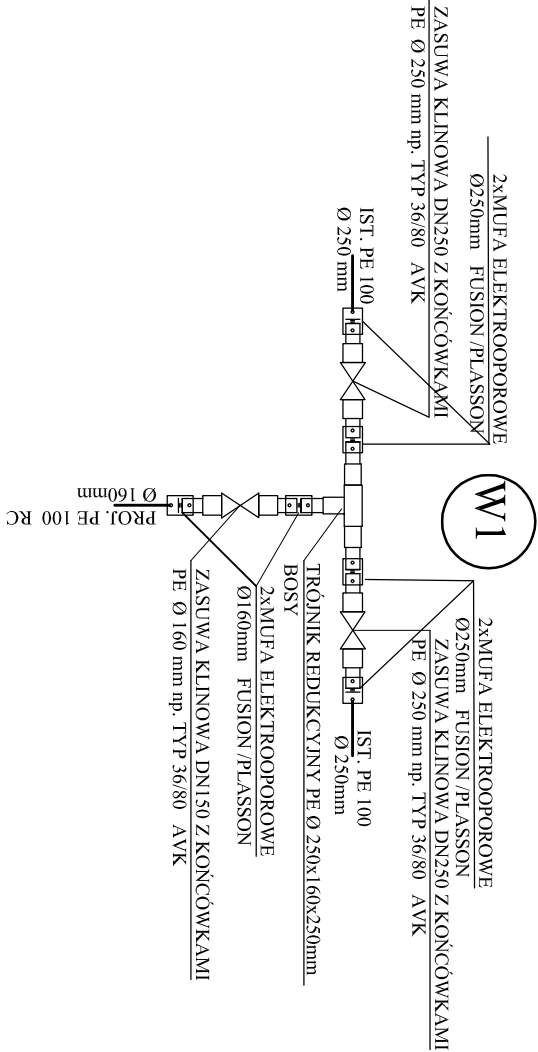 ZASUWA KLINOWA DN250 Z KOŃCÓWKAMI
PE Ø 250 mm np. TYP 36/80 AVK
2xMUFA ELEKTROOPOROWE
Ø250mm FUSION /PLASSON
IST. PE 100
Ø 250 mm
W1
2xMUFA ELEKTROOPOROWE
Ø250mm FUSION /PLASSON
ZASUWA KLINOWA DN250 Z KOŃCÓWKAMI
PE Ø 250 mm np. TYP 36/80 AVK
IST. PE 100
Ø 250mm
TRÓJNIK REDUKCYJNY PE Ø 250x160x250mm
BOSY
2xMUFA ELEKTROOPOROWE
Ø160mm FUSION /PLASSON
ZASUWA KLINOWA DN150 Z KOŃCÓWKAMI
PE Ø 160 mm np. TYP 36/80 AVK
PROJ. PE 100 RC
Ø 160mm